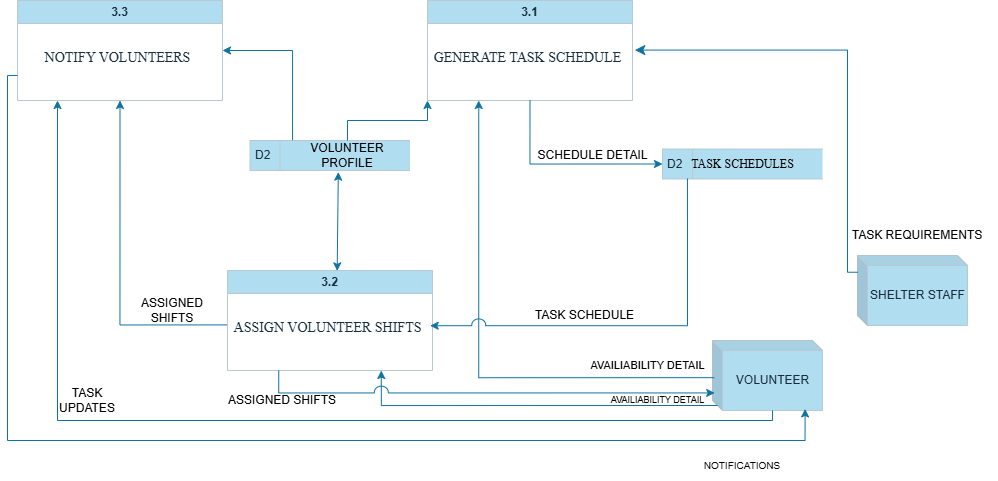 3.3
3.1
NOTIFY VOLUNTEERS
GENERATE TASK SCHEDULE
D2
VOLUNTEER
PROFILE
SCHEDULE DETAIL
D2
TASK SCHEDULES
TASK REQUIREMENTS
3.2
SHELTER STAFF
ASSIGNED
SHIFTS
ASSIGN VOLUNTEER SHIFTS
TASK SCHEDULE
AVAILIABILITY DETAIL
VOLUNTEER
TASK
UPDATES
ASSIGNED SHIFTS
AVAILIABILITY DETAIL
NOTIFICATIONS